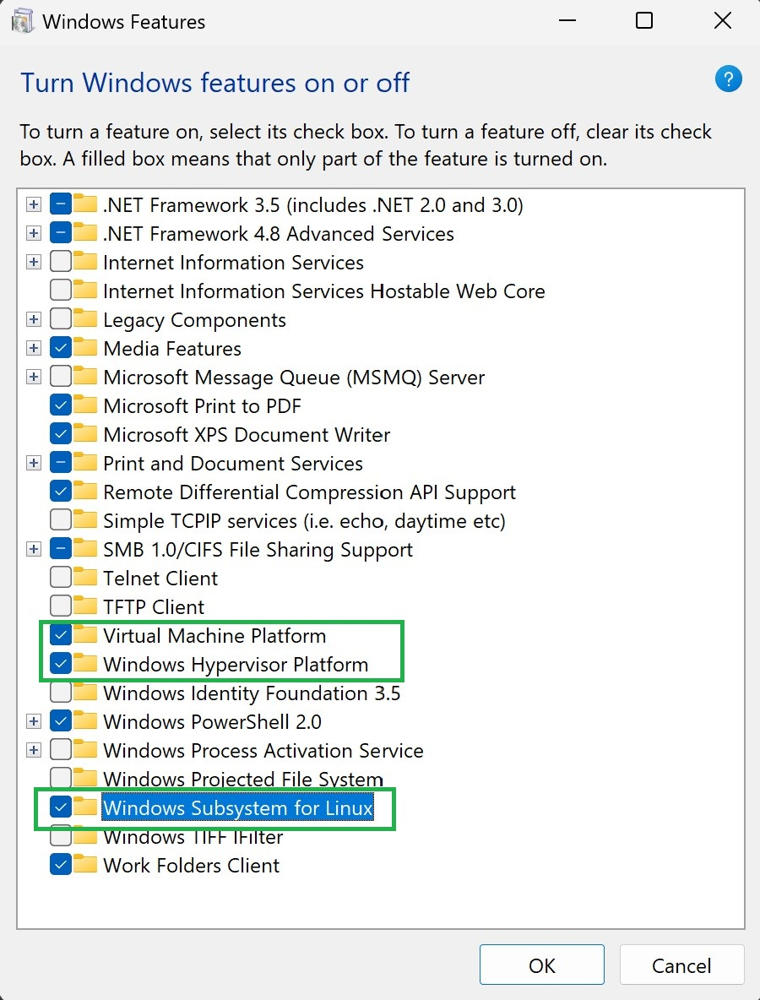 Windows Features
Turn Windows features on or off
?
To turn a feature on, select its check box. To turn a feature off, clear its check
box. A filled box means that only part of the feature is turned on.
.NET Framework 3.5 (includes .NET 2.0 and 3.0)
.NET Framework 4.8 Advanced Services
Internet Information Services
Internet Information Services Hostable Web Core
Legacy Components
Media Features
Microsoft Message Queue (MSMQ) Server
Microsoft Print to PDF
Microsoft XPS Document Writer
Print and Document Services
Remote Differential Compression API Support
Simple TCPIP services (i.e. echo, daytime etc)
SMB 1.0/CIFS File Sharing Support
Telnet Client
TFTP Client
Virtual Machine Platform
Windows Hypervisor Platform
Windows Identity Foundation 3.5
Windows PowerShell 2.0
Windows Process Activation Service
Windows Projected File System
Windows Subsystem for Linux
Windows TIFF IFilter
Work Folders Client
OK Cancel